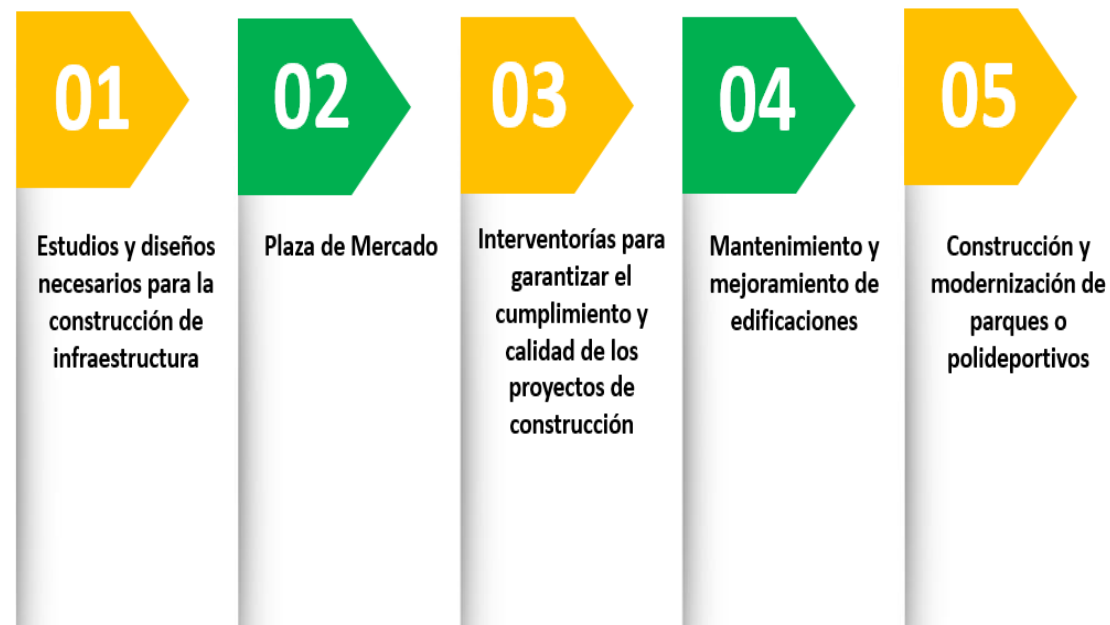 01
Estudios y diseños
necesarios para la
construcción de
infraestructura
02
Plaza de Mercado
03
Interventorías para
garantizar el
cumplimiento y
calidad de los
proyectos de
construcción
04
Mantenimiento y
mejoramiento de
edificaciones
05
Construcción y
modernización de
parques o
polideportivos